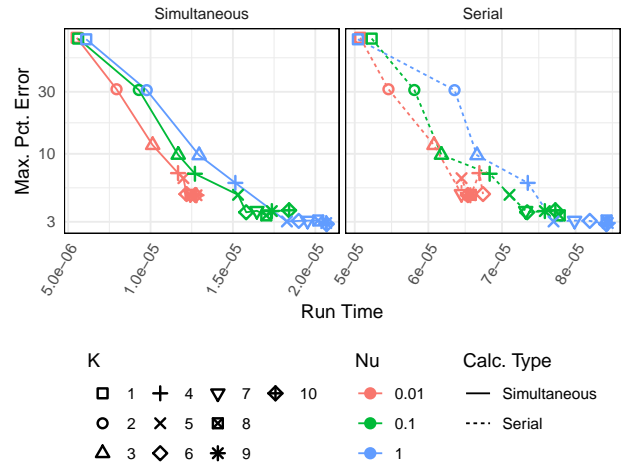 Simultaneous Serial
Max. Pct. Error
30
10
3
5.0e-06 1.0e-05 1.5e-05 2.0e-05 5e-05 6e-05 7e-05 8e-05
Run Time
K Nu Calc. Type
1 4 7 10 0.01 Simultaneous
2 5 8 0.1 Serial
3 6 9 1